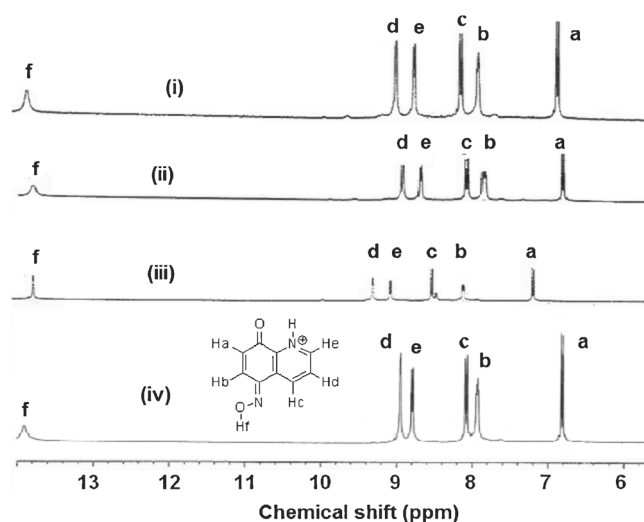 d e c b a
f (i)
d e c b a
f (ii)
d e c b a
f (iii)
O H
N +
Ha He
Hb Hd
N Hc
O
Hf
d e c b a
f (iv)
13 12 11 10 9 8 7 6
Chemical shift (ppm)